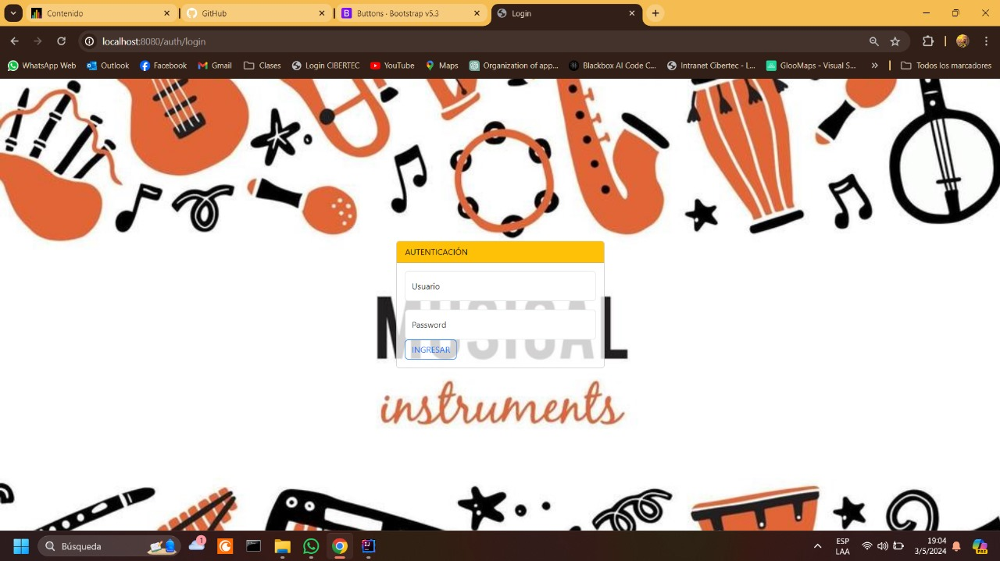 Contenido
GitHub
Buttons · Bootstrap v5.3
Login
localhost:8080/auth/login
WhatsApp Web
Outlook
Facebook
Gmail
Clases
Login CIBERTEC
YouTube
Maps
Organization of app...
Blackbox AI Code C...
Intranet Cibertec - L...
GlooMaps - Visual S...
Todos los marcadores
AUTENTICACIÓN
Usuario
MUSICAL
Password
INGRESAR
instruments
Búsqueda
1
ESP
LAA
19:04
3/5/2024